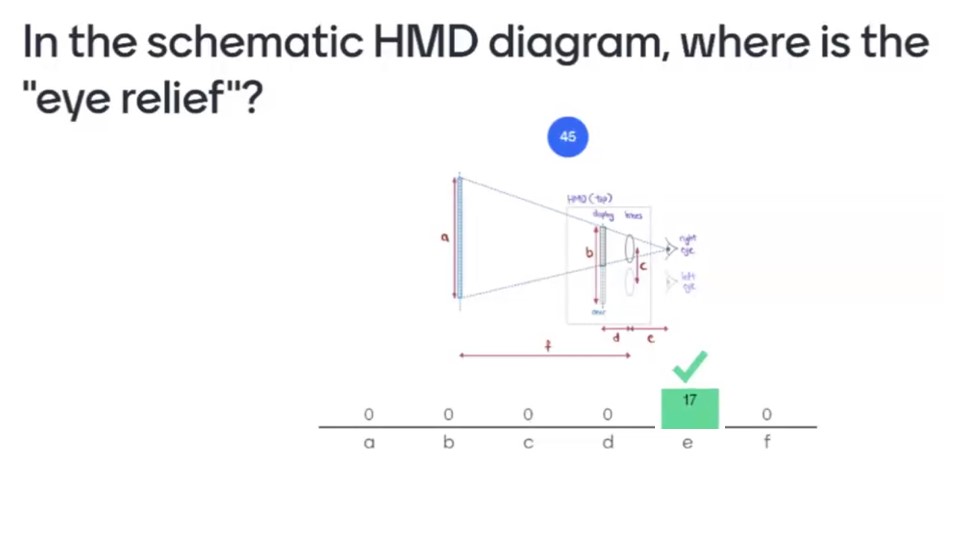 In the schematic HMD diagram, where is the
"eye relief"?
45
HMD (top)
display lenses
a
b
c
right
eye
left
eye
d
e
f
17
0 0 0 0 0
a b c d e f